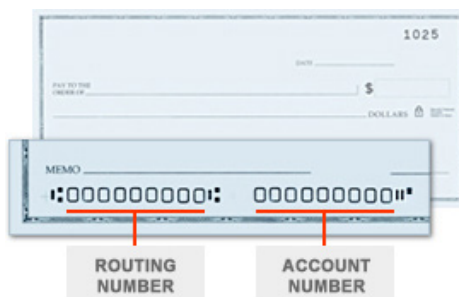 1025
DATE
PAY TO THE
ORDER OF
$
DOLLARS
MEMO
⑆000000000⑆ 000000000⑈
ROUTING
NUMBER
ACCOUNT
NUMBER